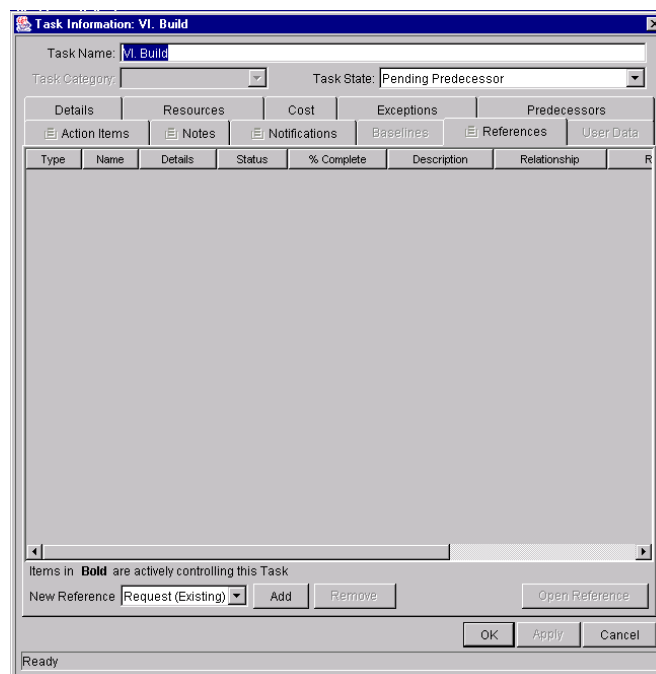 Task Information: VI. Build
Task Name: VI. Build
Task Category: Task State: Pending Predecessor
Details Resources Cost Exceptions Predecessors
Action Items Notes Notifications Baselines References User Data
Type Name Details Status % Complete Description Relationship R
Items in Bold are actively controlling this Task
New Reference Request (Existing) Add Remove Open Reference
OK Apply Cancel
Ready